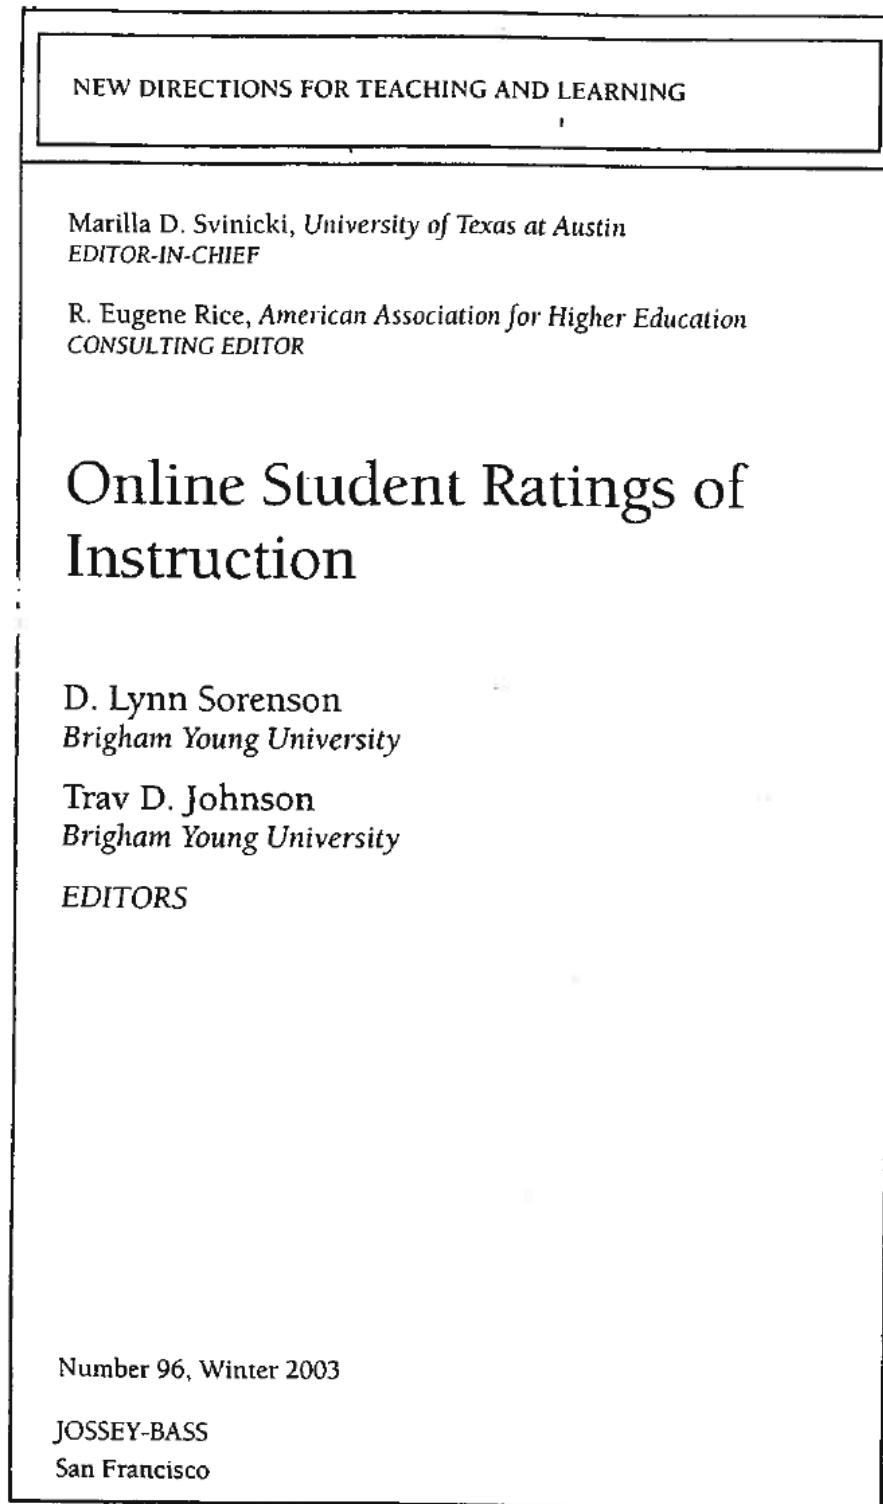 NEW DIRECTIONS FOR TEACHING AND LEARNING
Marilla D. Svinicki, University of Texas at Austin
EDITOR-IN-CHIEF
R. Eugene Rice, American Association for Higher Education
CONSULTING EDITOR
Online Student Ratings of
Instruction
D. Lynn Sorenson
Brigham Young University
Trav D. Johnson
Brigham Young University
EDITORS
Number 96, Winter 2003
JOSSEY-BASS
San Francisco